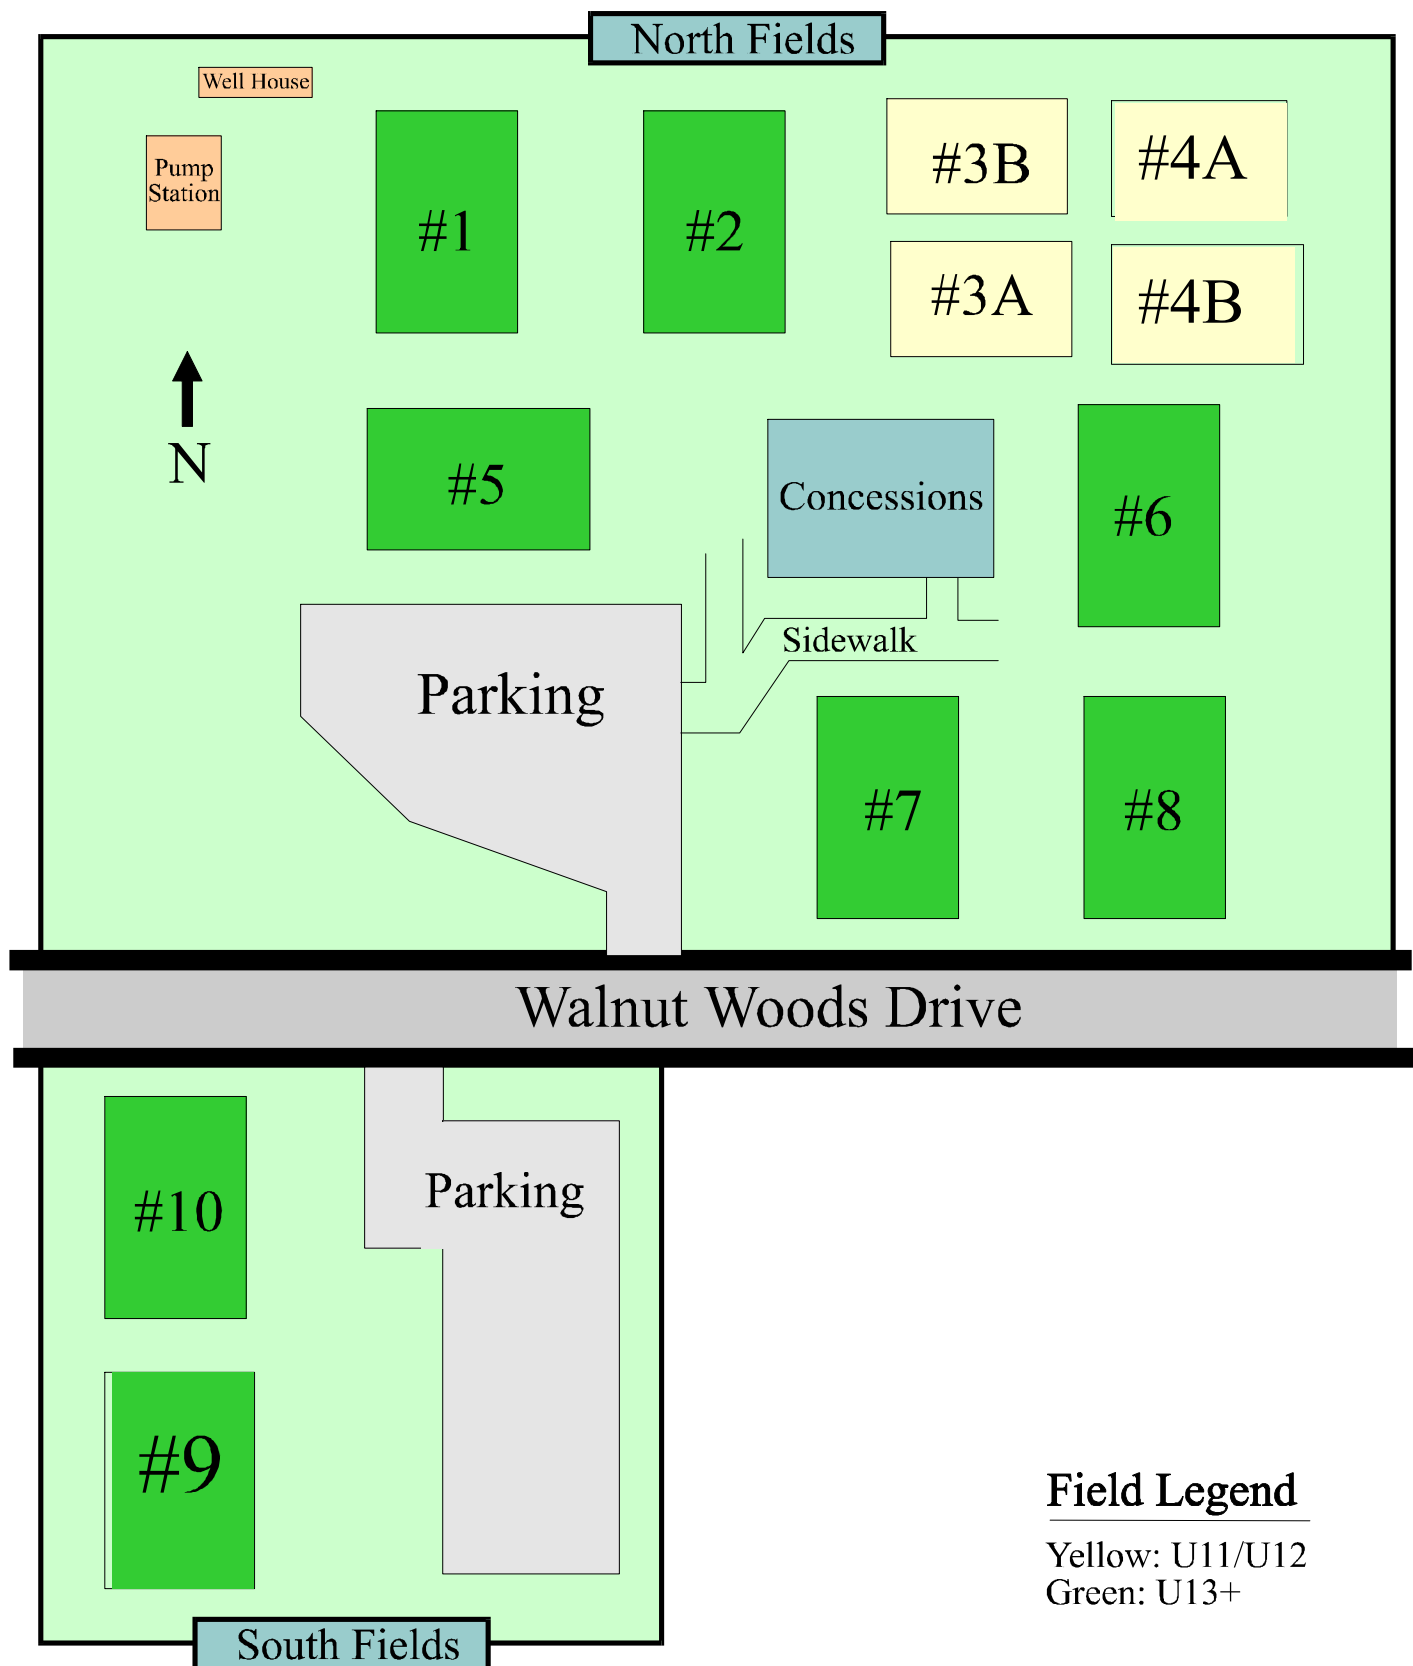 North Fields
Well House
Pump
Station
#1
#2
#3B
#4A
#3A
#4B
N
#5
Concessions
#6
Sidewalk
Parking
#7
#8
Walnut Woods Drive
#10
Parking
#9
Field Legend
Yellow: U11/U12
Green: U13+
South Fields